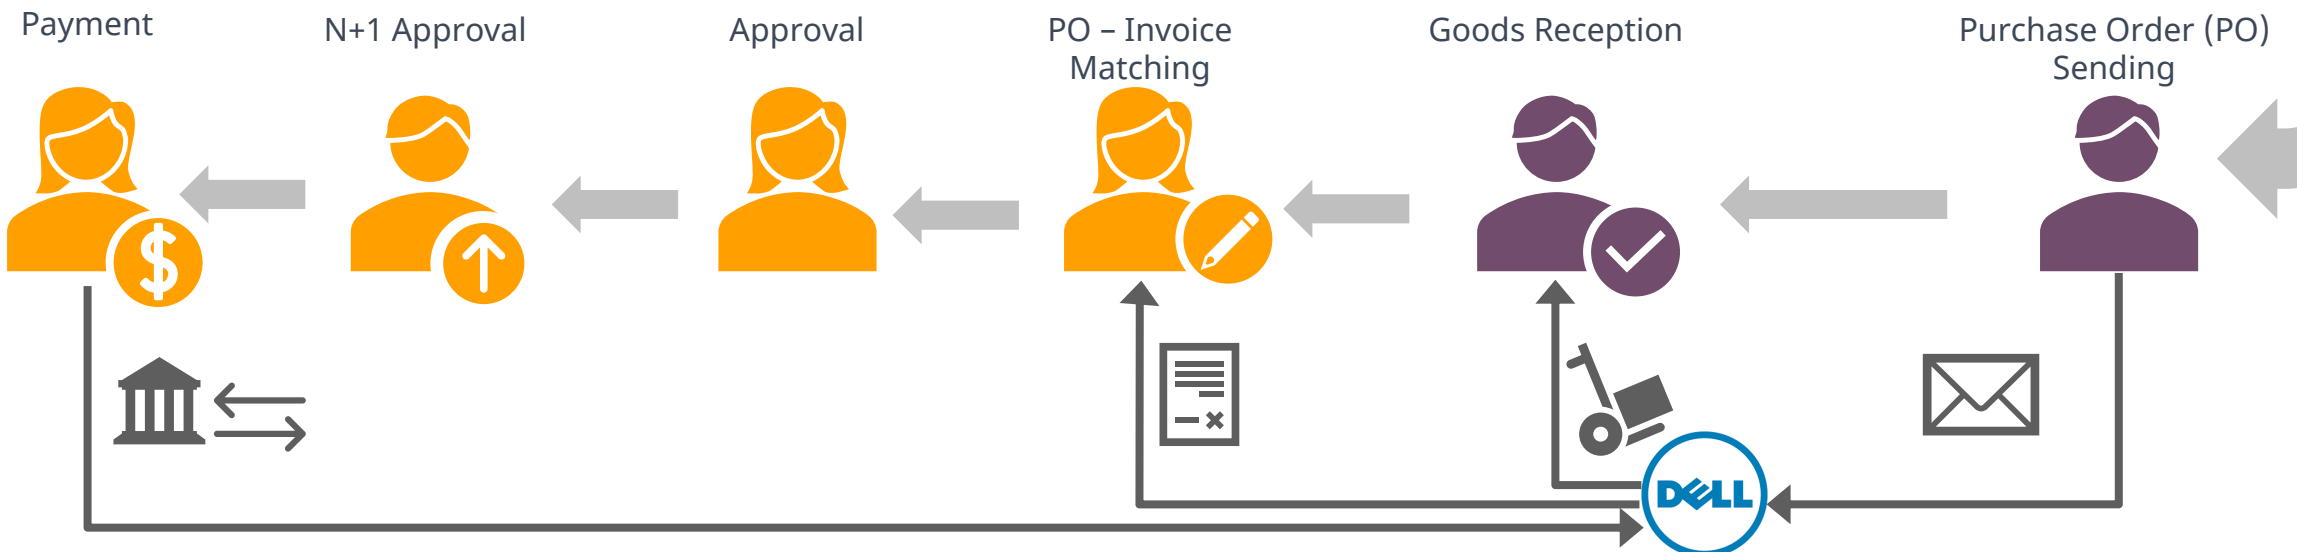 Payment
N+1 Approval
Approval
PO – Invoice
Matching
Goods Reception
Purchase Order (PO)
Sending
$
DELL